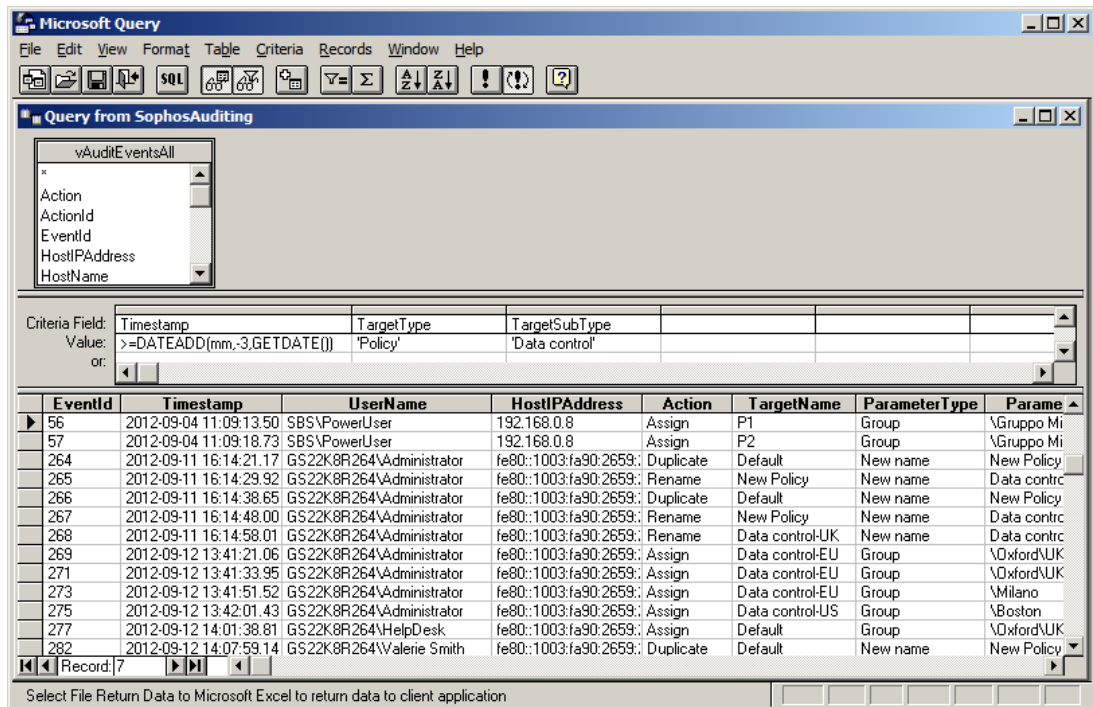 Microsoft Query
File Edit View Format Table Criteria Records Window Help
SQL
Query from SophosAuditing
vAuditEventsAll
*
Action
ActionId
EventId
HostIPAddress
HostName
Criteria Field: Timestamp TargetType TargetSubType
Value: >=DATEADD(mm,-3,GETDATE()) 'Policy' 'Data control'
or:
EventId Timestamp UserName HostIPAddress Action TargetName ParameterType Parame
56 2012-09-04 11:09:13.50 SBS\PowerUser 192.168.0.8 Assign P1 Group \Gruppo Mi
57 2012-09-04 11:09:18.73 SBS\PowerUser 192.168.0.8 Assign P2 Group \Gruppo Mi
264 2012-09-11 16:14:21.17 GS22K8R264\Administrator fe80::1003:fa90:2659: Duplicate Default New name New Policy
265 2012-09-11 16:14:29.92 GS22K8R264\Administrator fe80::1003:fa90:2659: Rename New Policy New name Data contrc
266 2012-09-11 16:14:38.65 GS22K8R264\Administrator fe80::1003:fa90:2659: Duplicate Default New name New Policy
267 2012-09-11 16:14:48.00 GS22K8R264\Administrator fe80::1003:fa90:2659: Rename New Policy New name Data contrc
268 2012-09-11 16:14:58.01 GS22K8R264\Administrator fe80::1003:fa90:2659: Rename Data control-UK New name Data contrc
269 2012-09-12 13:41:21.06 GS22K8R264\Administrator fe80::1003:fa90:2659: Assign Data control-EU Group \Oxford\UK
271 2012-09-12 13:41:33.95 GS22K8R264\Administrator fe80::1003:fa90:2659: Assign Data control-EU Group \Oxford\UK
273 2012-09-12 13:41:51.52 GS22K8R264\Administrator fe80::1003:fa90:2659: Assign Data control-EU Group \Milano
275 2012-09-12 13:42:01.43 GS22K8R264\Administrator fe80::1003:fa90:2659: Assign Data control-US Group \Boston
277 2012-09-12 14:01:38.81 GS22K8R264\HelpDesk fe80::1003:fa90:2659: Assign Default Group \Oxford\UK
282 2012-09-12 14:07:59.14 GS22K8R264\Valerie Smith fe80::1003:fa90:2659: Duplicate Default New name New Policy
Record: 7
Select File Return Data to Microsoft Excel to return data to client application